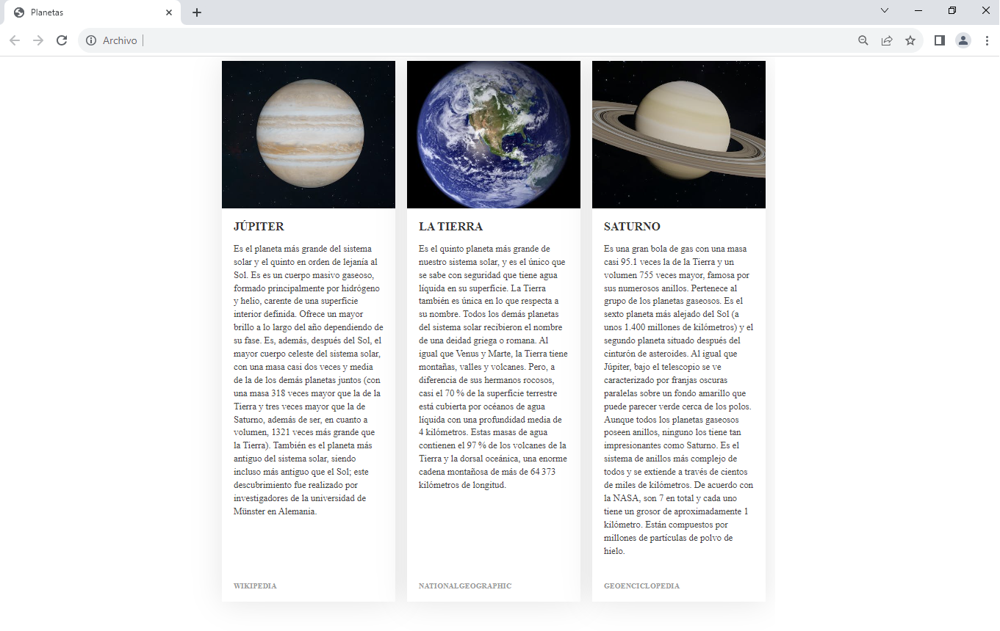 Planetas
Archivo
JÚPITER
Es el planeta más grande del sistema
solar y el quinto en orden de lejanía al
Sol. Es es un cuerpo masivo gaseoso,
formado principalmente por hidrógeno
y helio, carente de una superficie
interior definida. Ofrece un mayor
brillo a lo largo del año dependiendo de
su fase. Es, además, después del Sol, el
mayor cuerpo celeste del sistema solar,
con una masa casi dos veces y media
de la de los demás planetas juntos (con
una masa 318 veces mayor que la de la
Tierra y tres veces mayor que la de
Saturno, además de ser, en cuanto a
volumen, 1321 veces más grande que
la Tierra). También es el planeta más
antiguo del sistema solar, siendo
incluso más antiguo que el Sol; este
descubrimiento fue realizado por
investigadores de la universidad de
Münster en Alemania.
WIKIPEDIA
LA TIERRA
Es el quinto planeta más grande de
nuestro sistema solar, y es el único que
se sabe con seguridad que tiene agua
líquida en su superficie. La Tierra
también es única en lo que respecta a
su nombre. Todos los demás planetas
del sistema solar recibieron el nombre
de una deidad griega o romana. Al
igual que Venus y Marte, la Tierra tiene
montañas, valles y volcanes. Pero, a
diferencia de sus hermanos rocosos,
casi el 70 % de la superficie terrestre
está cubierta por océanos de agua
líquida con una profundidad media de
4 kilómetros. Estas masas de agua
contienen el 97 % de los volcanes de la
Tierra y la dorsal oceánica, una enorme
cadena montañosa de más de 64 373
kilómetros de longitud.
NATIONALGEOGRAPHIC
SATURNO
Es una gran bola de gas con una masa
casi 95.1 veces la de la Tierra y un
volumen 755 veces mayor, famosa por
sus numerosos anillos. Pertenece al
grupo de los planetas gaseosos. Es el
sexto planeta más alejado del Sol (a
unos 1.400 millones de kilómetros) y el
segundo planeta situado después del
cinturón de asteroides. Al igual que
Júpiter, bajo el telescopio se ve
caracterizado por franjas oscuras
paralelas sobre un fondo amarillo que
puede parecer verde cerca de los polos.
Aunque todos los planetas gaseosos
poseen anillos, ninguno los tiene tan
impresionantes como Saturno. Es el
sistema de anillos más complejo de
todos y se extiende a través de cientos
de miles de kilómetros. De acuerdo con
la NASA, son 7 en total y cada uno
tiene un grosor de aproximadamente 1
kilómetro. Están compuestos por
millones de partículas de polvo de
hielo.
GEOENCICLOPEDIA